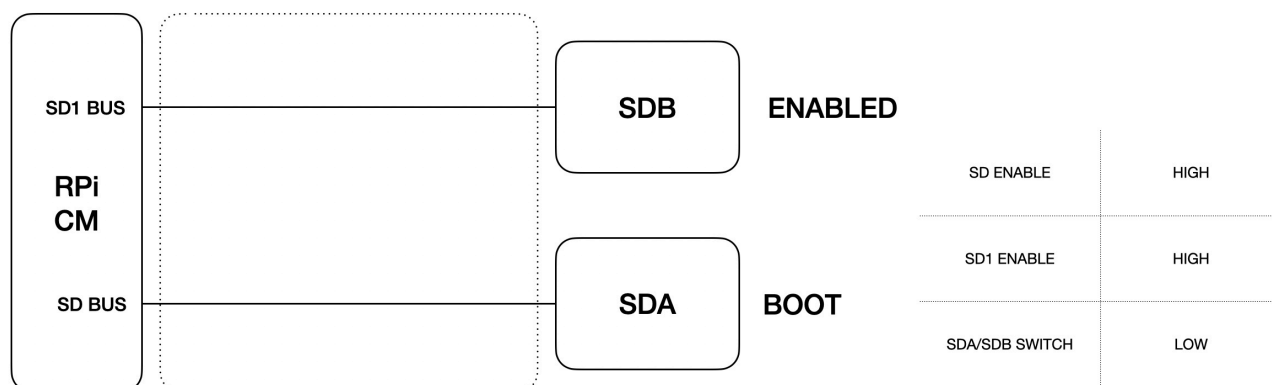 SD1 BUS
RPi
CM
SD BUS
SDB
ENABLED
SDA
BOOT
SD ENABLE HIGH
SD1 ENABLE HIGH
SDA/SDB SWITCH LOW